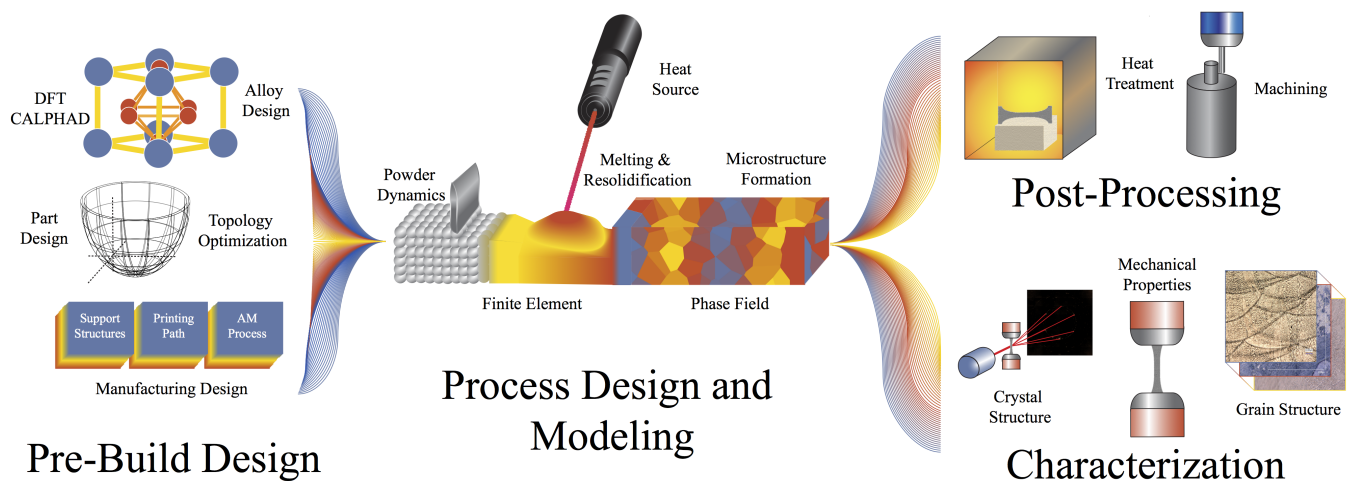 DFT
CALPHAD
Alloy
Design
Part
Design
Topology
Optimization
Support
Structures
Printing
Path
AM
Process
Manufacturing Design
Pre-Build Design
Heat
Source
Powder
Dynamics
Melting &
Resolidification
Microstructure
Formation
Finite Element
Phase Field
Process Design and
Modeling
Heat
Treatment
Machining
Post-Processing
Mechanical
Properties
Crystal
Structure
Grain Structure
Characterization